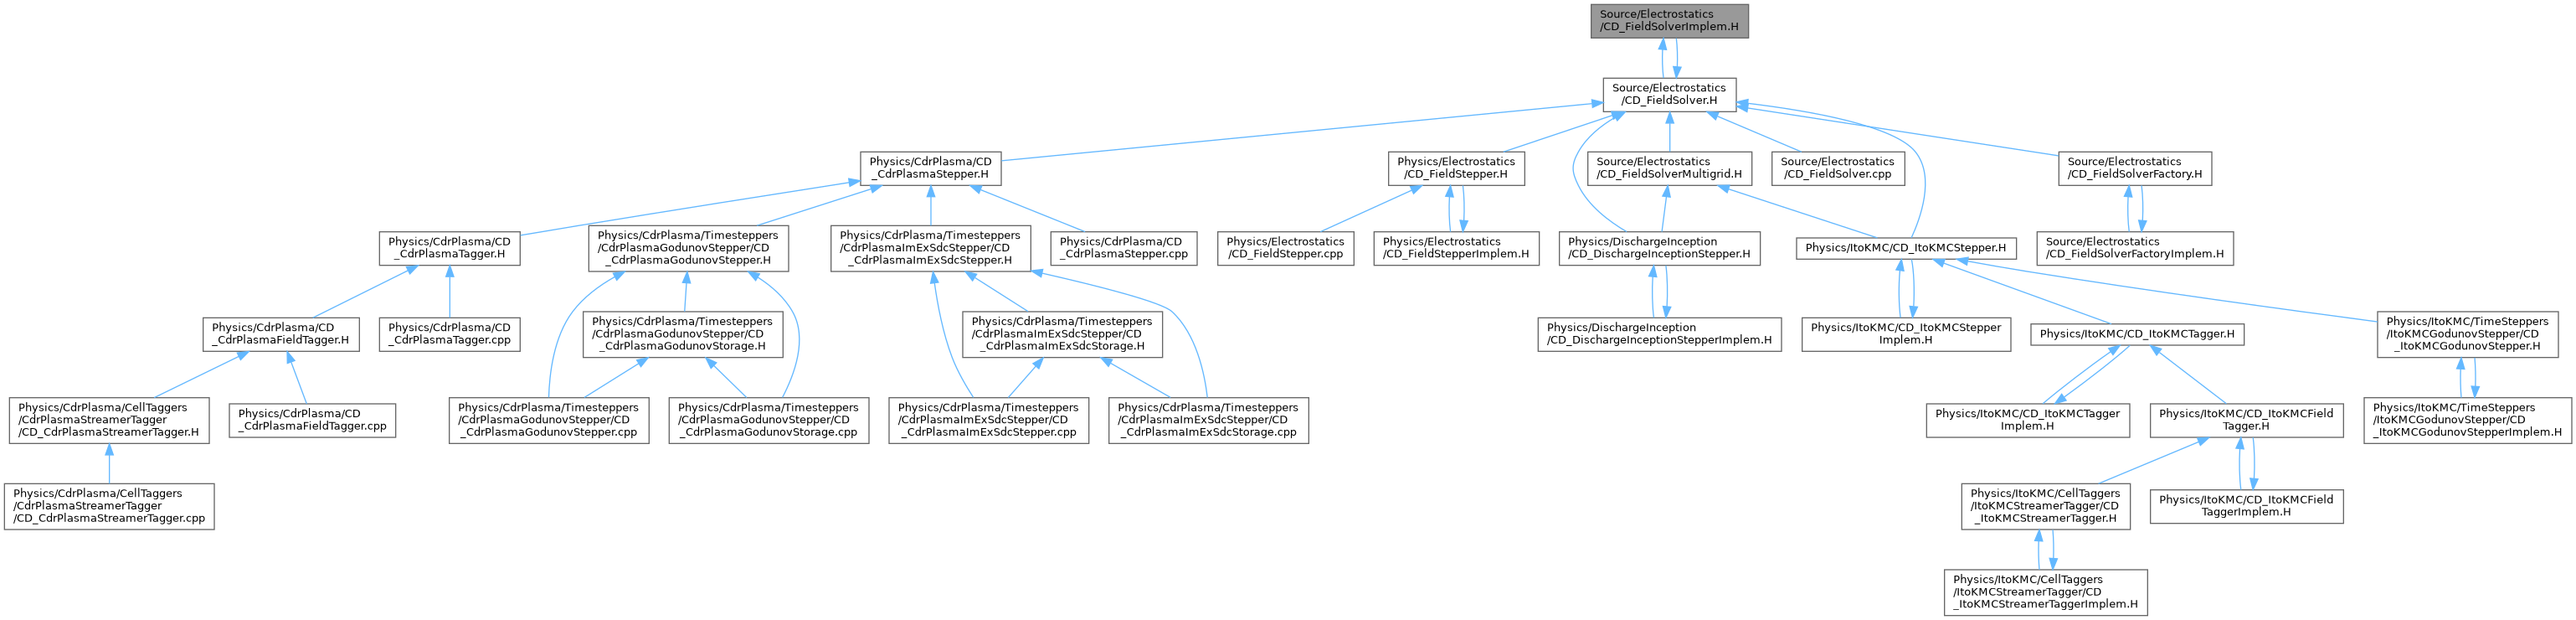 Source/Electrostatics
/CD_FieldSolverImplem.H
Source/Electrostatics
/CD_FieldSolver.H
Physics/CdrPlasma/CD
_CdrPlasmaStepper.H
Physics/Electrostatics
/CD_FieldStepper.H
Source/Electrostatics
/CD_FieldSolverMultigrid.H
Source/Electrostatics
/CD_FieldSolver.cpp
Source/Electrostatics
/CD_FieldSolverFactory.H
Physics/CdrPlasma/CD
_CdrPlasmaTagger.H
Physics/CdrPlasma/Timesteppers
/CdrPlasmaGodunovStepper/CD
_CdrPlasmaGodunovStepper.H
Physics/CdrPlasma/Timesteppers
/CdrPlasmaImExSdcStepper/CD
_CdrPlasmaImExSdcStepper.H
Physics/CdrPlasma/CD
_CdrPlasmaStepper.cpp
Physics/Electrostatics
/CD_FieldStepper.cpp
Physics/Electrostatics
/CD_FieldStepperImplem.H
Physics/DischargeInception
/CD_DischargeInceptionStepper.H
Physics/ItoKMC/CD_ItoKMCStepper.H
Source/Electrostatics
/CD_FieldSolverFactoryImplem.H
Physics/CdrPlasma/CD
_CdrPlasmaFieldTagger.H
Physics/CdrPlasma/CD
_CdrPlasmaTagger.cpp
Physics/CdrPlasma/Timesteppers
/CdrPlasmaGodunovStepper/CD
_CdrPlasmaGodunovStorage.H
Physics/CdrPlasma/Timesteppers
/CdrPlasmaImExSdcStepper/CD
_CdrPlasmaImExSdcStorage.H
Physics/DischargeInception
/CD_DischargeInceptionStepperImplem.H
Physics/ItoKMC/CD_ItoKMCStepper
Implem.H
Physics/ItoKMC/CD_ItoKMCTagger.H
Physics/ItoKMC/TimeSteppers
/ItoKMCGodunovStepper/CD
_ItoKMCGodunovStepper.H
Physics/CdrPlasma/CellTaggers
/CdrPlasmaStreamerTagger
/CD_CdrPlasmaStreamerTagger.H
Physics/CdrPlasma/CD
_CdrPlasmaFieldTagger.cpp
Physics/CdrPlasma/Timesteppers
/CdrPlasmaGodunovStepper/CD
_CdrPlasmaGodunovStepper.cpp
Physics/CdrPlasma/Timesteppers
/CdrPlasmaGodunovStepper/CD
_CdrPlasmaGodunovStorage.cpp
Physics/CdrPlasma/Timesteppers
/CdrPlasmaImExSdcStepper/CD
_CdrPlasmaImExSdcStepper.cpp
Physics/CdrPlasma/Timesteppers
/CdrPlasmaImExSdcStepper/CD
_CdrPlasmaImExSdcStorage.cpp
Physics/ItoKMC/CD_ItoKMCTagger
Implem.H
Physics/ItoKMC/CD_ItoKMCField
Tagger.H
Physics/ItoKMC/TimeSteppers
/ItoKMCGodunovStepper/CD
_ItoKMCGodunovStepperImplem.H
Physics/CdrPlasma/CellTaggers
/CdrPlasmaStreamerTagger
/CD_CdrPlasmaStreamerTagger.cpp
Physics/ItoKMC/CellTaggers
/ItoKMCStreamerTagger/CD
_ItoKMCStreamerTagger.H
Physics/ItoKMC/CD_ItoKMCField
TaggerImplem.H
Physics/ItoKMC/CellTaggers
/ItoKMCStreamerTagger/CD
_ItoKMCStreamerTaggerImplem.H